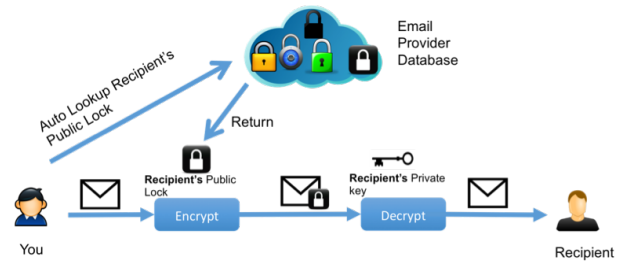 Email
Provider
Database
Auto Lookup Recipient's
Public Lock
Return
Recipient's Public
Lock
Recipient's Private
key
Encrypt
Decrypt
You
Recipient